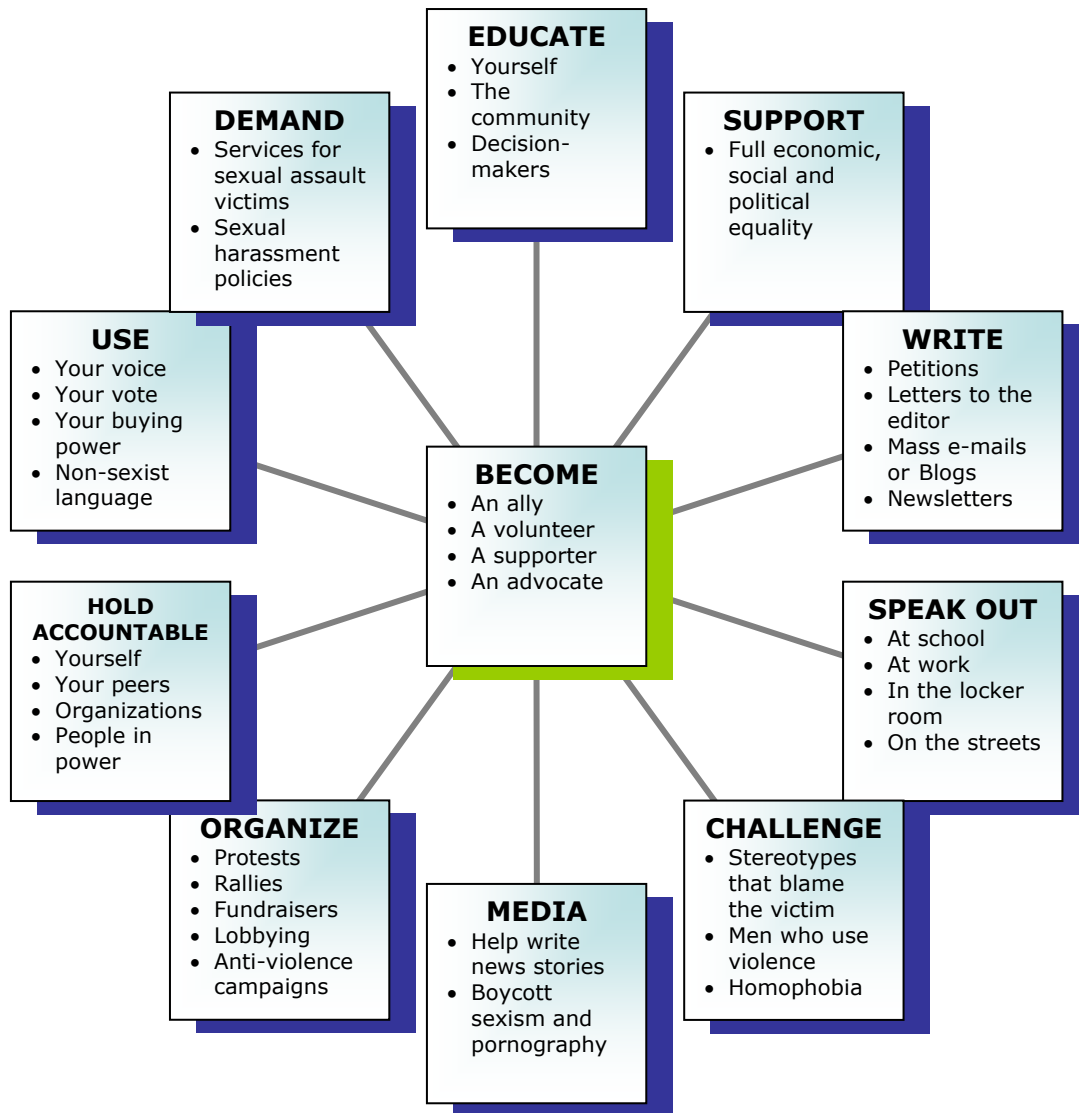 EDUCATE
• Yourself
• The
community
• Decision-
makers
SUPPORT
• Full economic,
social and
political
equality
WRITE
• Petitions
• Letters to the
editor
• Mass e-mails
or Blogs
• Newsletters
SPEAK OUT
• At school
• At work
• In the locker
room
• On the streets
CHALLENGE
• Stereotypes
that blame
the victim
• Men who use
violence
• Homophobia
MEDIA
• Help write
news stories
• Boycott
sexism and
pornography
ORGANIZE
• Protests
• Rallies
• Fundraisers
• Lobbying
• Anti-violence
campaigns
HOLD
ACCOUNTABLE
• Yourself
• Your peers
• Organizations
• People in
power
USE
• Your voice
• Your vote
• Your buying
power
• Non-sexist
language
DEMAND
• Services for
sexual assault
victims
• Sexual
harassment
policies
BECOME
• An ally
• A volunteer
• A supporter
• An advocate